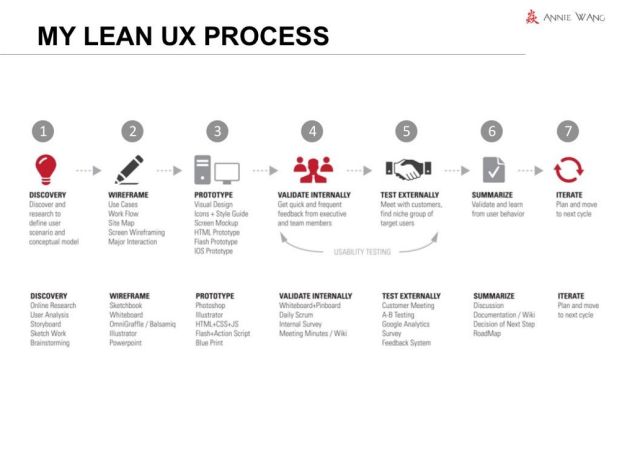 焱 ANNIE WANG
MY LEAN UX PROCESS
1 2 3 4 5 6 7
DISCOVERY
Discover and
research to
define user
scenario and
conceptual model
WIREFRAME
Use Cases
Work Flow
Site Map
Screen Wireframing
Major Interaction
PROTOTYPE
Visual Design
Icons + Style Guide
Screen Mockup
HTML Prototype
Flash Prototype
IOS Prototype
VALIDATE INTERNALLY
Get quick and frequent
feedback from executive
and team members
TEST EXTERNALLY
Meet with customers,
find niche group of
target users
SUMMARIZE
Validate and learn
from user behavior
ITERATE
Plan and move
to next cycle
USABILITY TESTING
DISCOVERY
Online Research
User Analysis
Storyboard
Sketch Work
Brainstorming
WIREFRAME
Sketchbook
Whiteboard
OmniGraffle / Balsamiq
Illustrator
Powerpoint
PROTOTYPE
Photoshop
Illustrator
HTML+CSS+JS
Flash+Action Script
Blue Print
VALIDATE INTERNALLY
Whiteboard+Pinboard
Daily Scrum
Internal Survey
Meeting Minutes / Wiki
TEST EXTERNALLY
Customer Meeting
A-B Testing
Google Analytics
Survey
Feedback System
SUMMARIZE
Discussion
Documentation / Wiki
Decision of Next Step
RoadMap
ITERATE
Plan and move
to next cycle